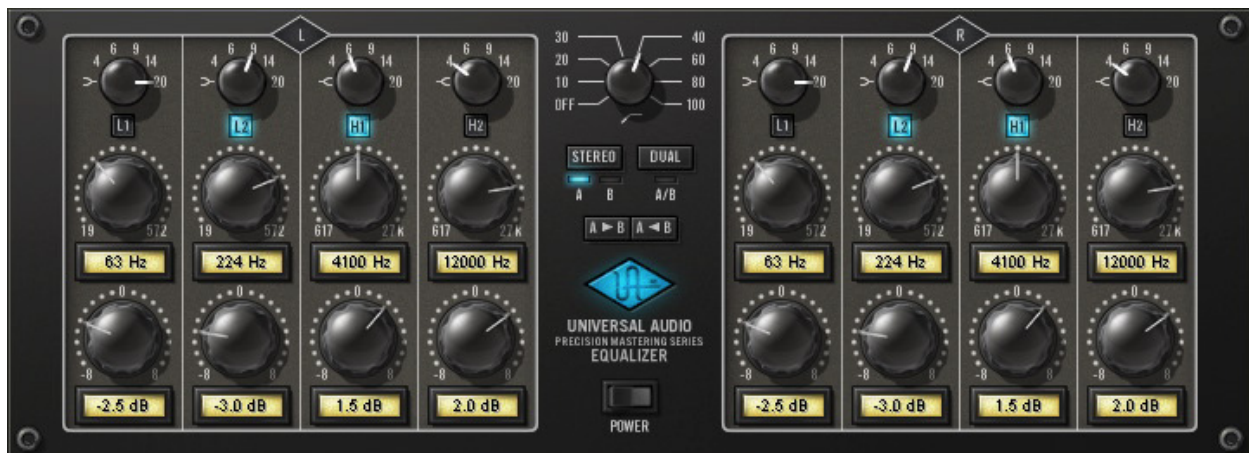 L
R
6 9
4 14
20
L1
19 572
63 Hz
0
-8 8
-2.5 dB
6 9
4 14
20
L2
19 572
224 Hz
0
-8 8
-3.0 dB
6 9
4 14
20
H1
617 27k
4100 Hz
0
-8 8
1.5 dB
6 9
4 14
20
H2
617 27k
12000 Hz
0
-8 8
2.0 dB
30 40
20 60
10 80
OFF 100
STEREO DUAL
A B A/B
A ► B A ◄ B
UNIVERSAL AUDIO
PRECISION MASTERING SERIES
EQUALIZER
POWER
6 9
4 14
20
L1
19 572
63 Hz
0
-8 8
-2.5 dB
6 9
4 14
20
L2
19 572
224 Hz
0
-8 8
-3.0 dB
6 9
4 14
20
H1
617 27k
4100 Hz
0
-8 8
1.5 dB
6 9
4 14
20
H2
617 27k
12000 Hz
0
-8 8
2.0 dB